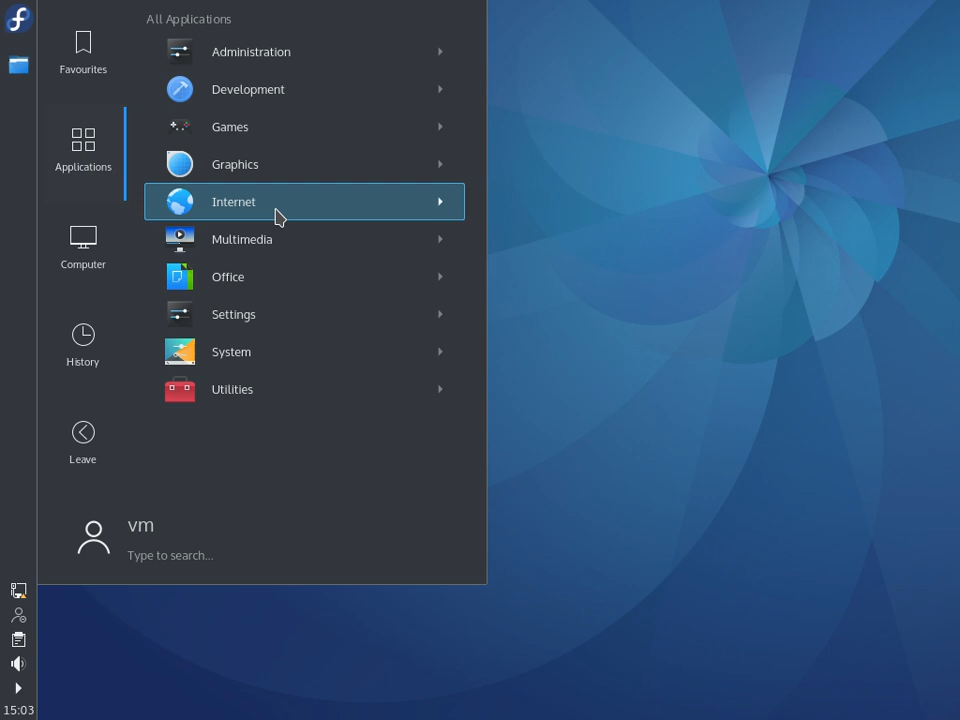 All Applications
Favourites
Applications
Computer
History
Leave
Administration
Development
Games
Graphics
Internet
Multimedia
Office
Settings
System
Utilities
vm
Type to search...
15:03